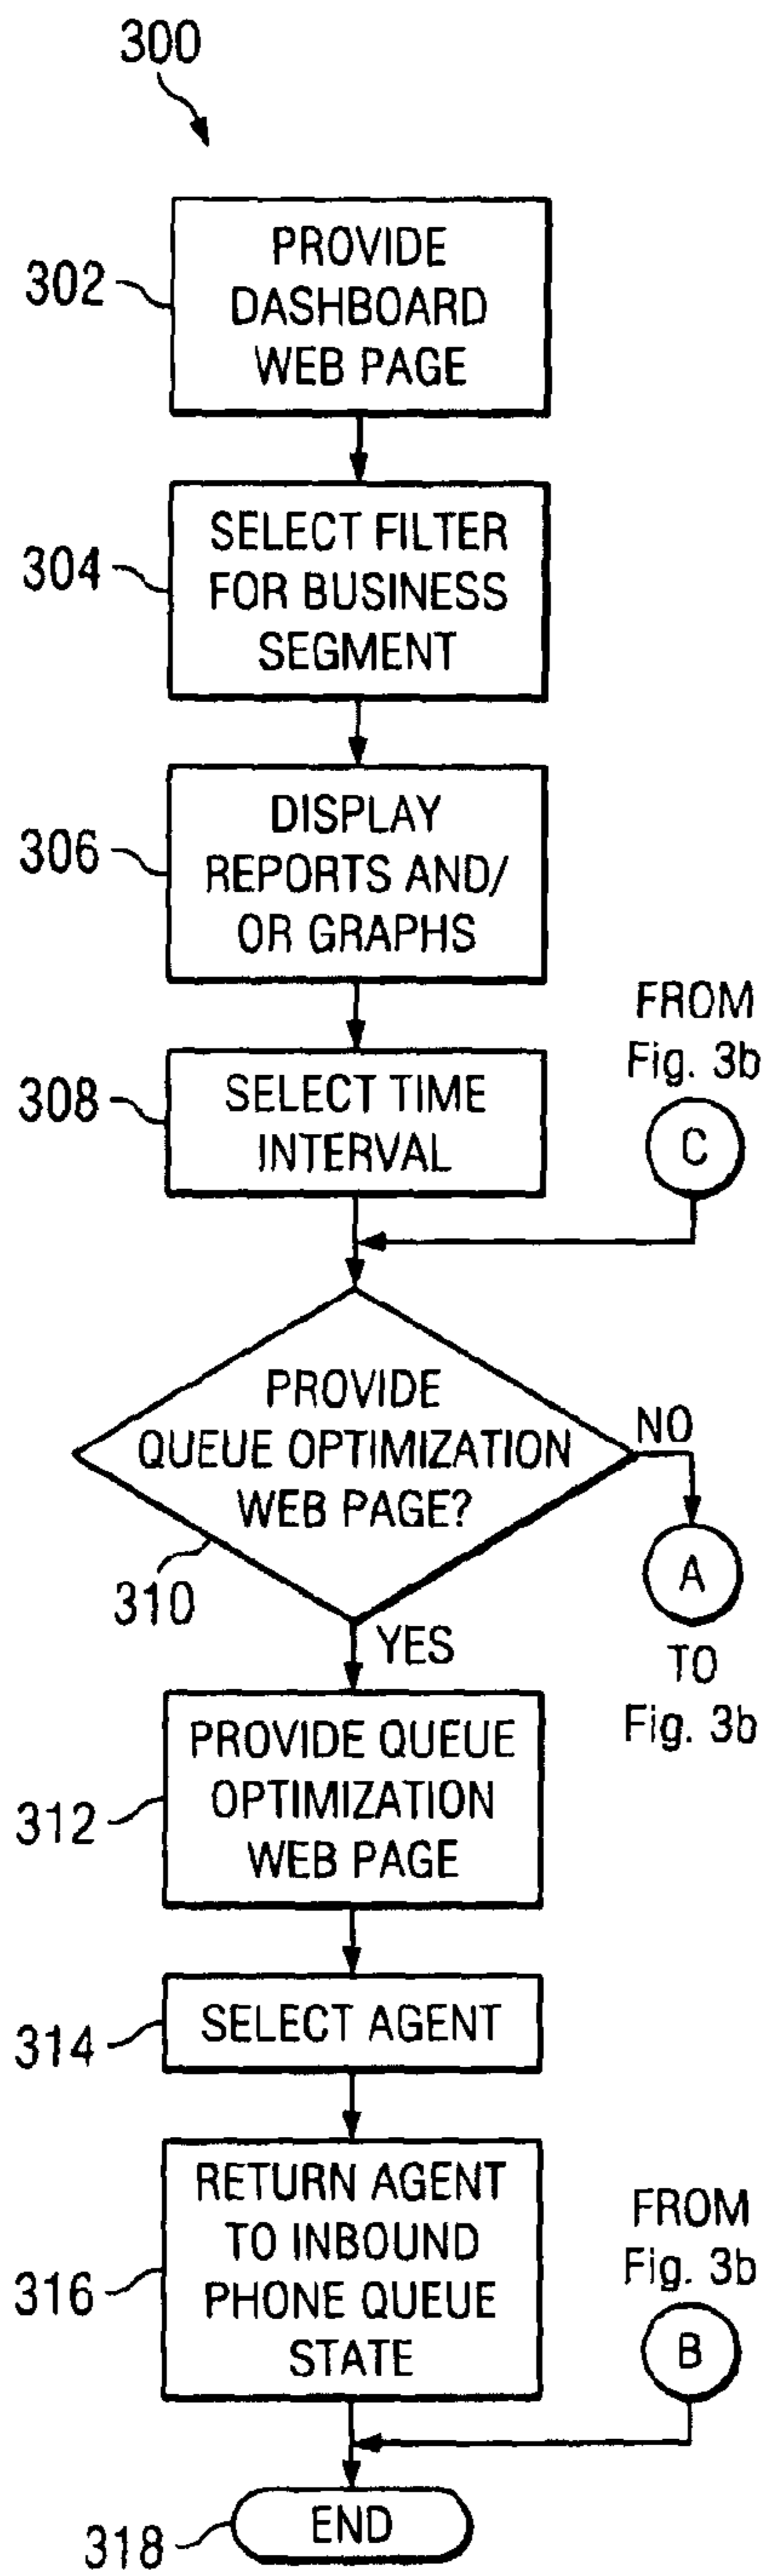 300
302
PROVIDE
DASHBOARD
WEB PAGE
304
SELECT FILTER
FOR BUSINESS
SEGMENT
306
DISPLAY
REPORTS AND/
OR GRAPHS
308
SELECT TIME
INTERVAL
FROM
Fig. 3b
C
PROVIDE
QUEUE OPTIMIZATION
WEB PAGE?
310
NO
A
TO
Fig. 3b
YES
312
PROVIDE QUEUE
OPTIMIZATION
WEB PAGE
314
SELECT AGENT
316
RETURN AGENT
TO INBOUND
PHONE QUEUE
STATE
FROM
Fig. 3b
B
318
END